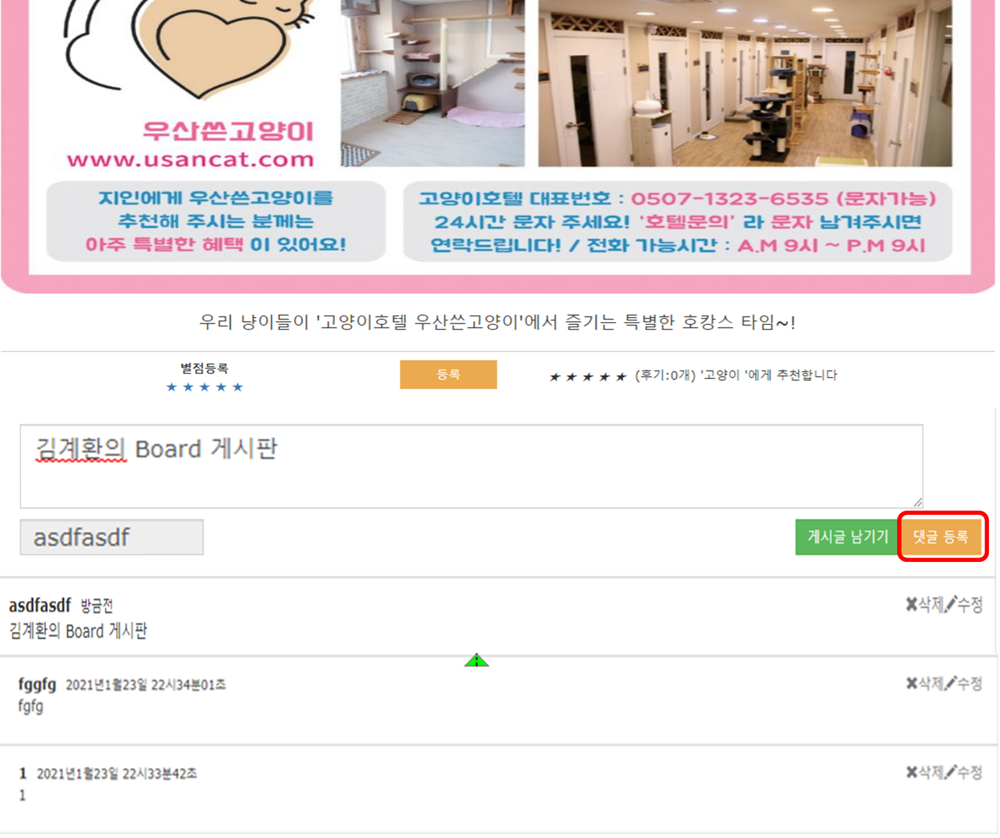 우산쓴고양이
www.usancat.com
지인에게 우산쓴고양이를
추천해 주시는 분께는
아주 특별한 혜택 이 있어요!
고양이호텔 대표번호 : 0507-1323-6535 (문자가능)
24시간 문자 주세요! '호텔문의' 라 문자 남겨주시면
연락드립니다! / 전화 가능시간 : A.M 9시 ~ P.M 9시
우리 냥이들이 '고양이호텔 우산쓴고양이'에서 즐기는 특별한 호캉스 타임~!
별점등록
★ ★ ★ ★ ★
등록
★ ★ ★ ★ ★ (후기:0개) '고양이 '에게 추천합니다
김계환의 Board 게시판
asdfasdf
게시글 남기기
댓글 등록
asdfasdf 방금전
✖삭제 수정
김계환의 Board 게시판
fggfg 2021년1월23일 22시34분01초
✖삭제 수정
fgfg
1 2021년1월23일 22시33분42초
✖삭제 수정
1